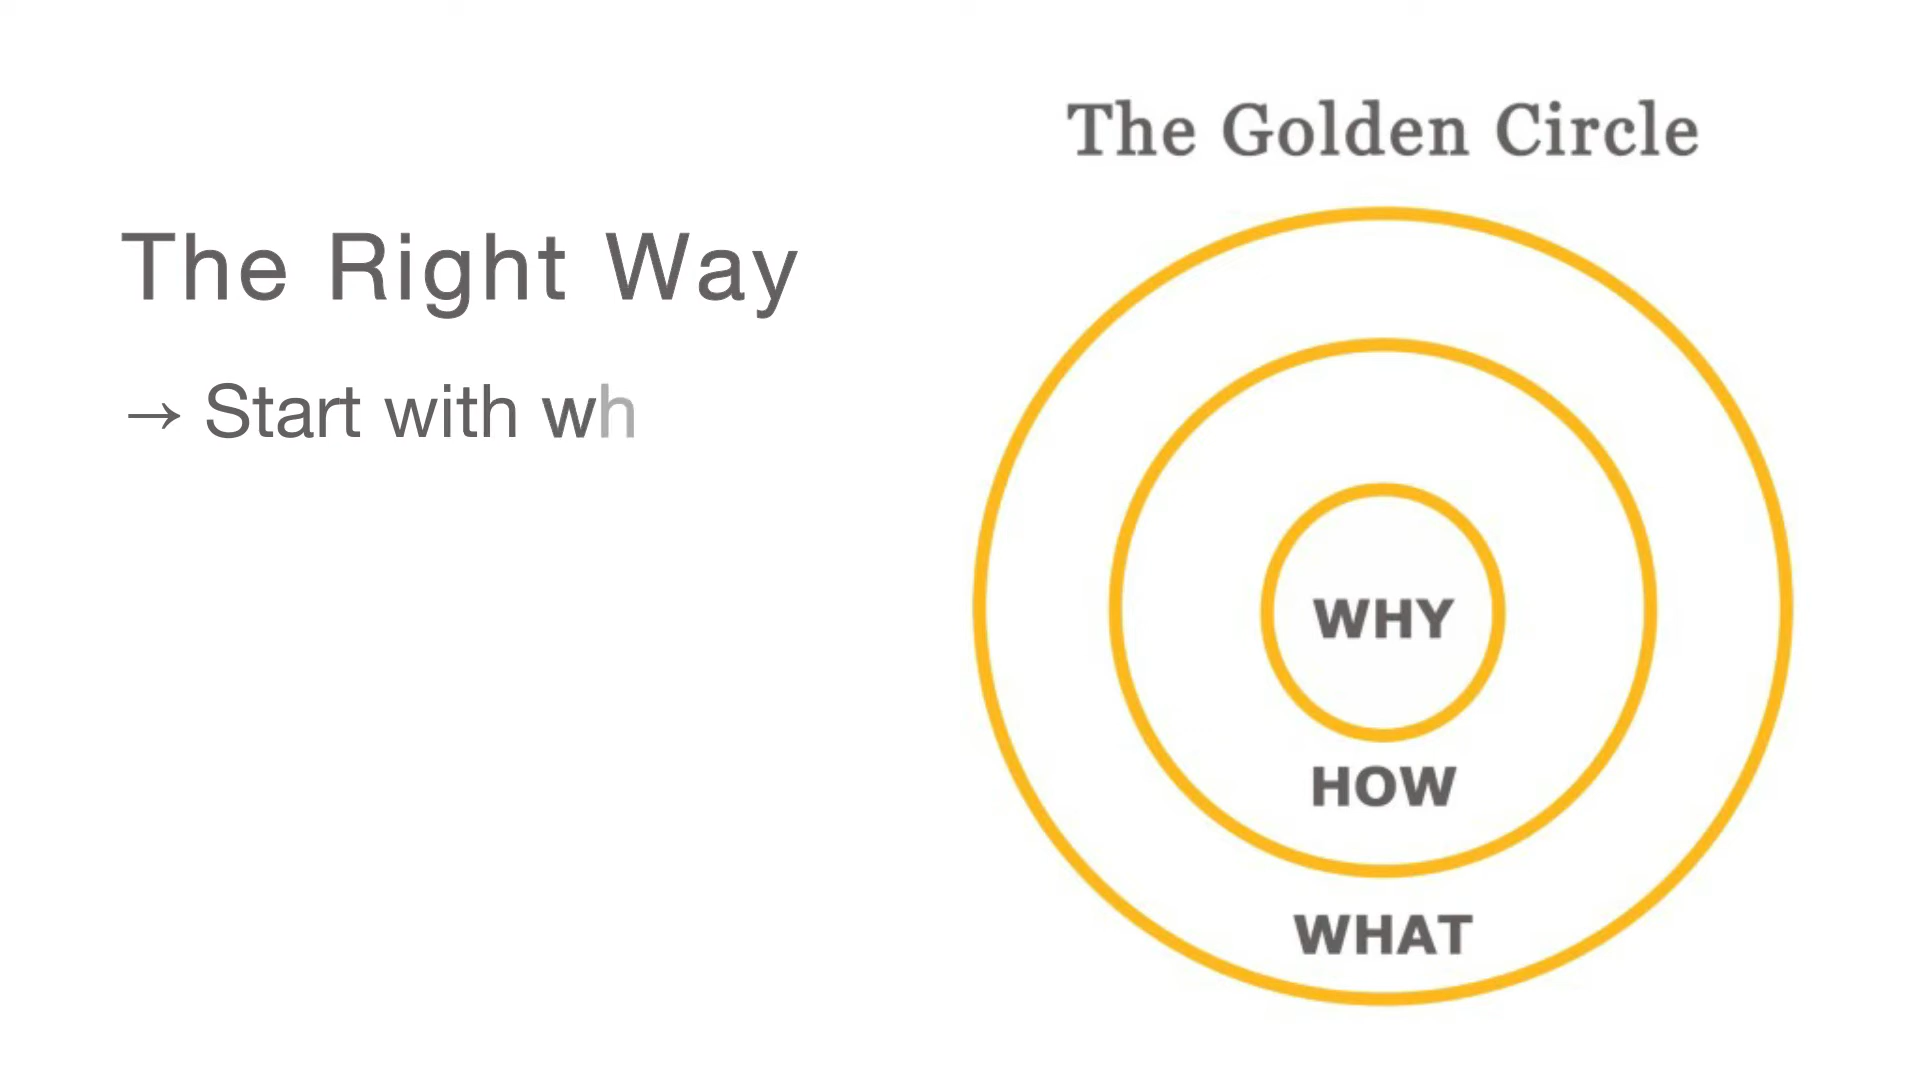 The Right Way
→ Start with wh
The Golden Circle
WHY
HOW
WHAT